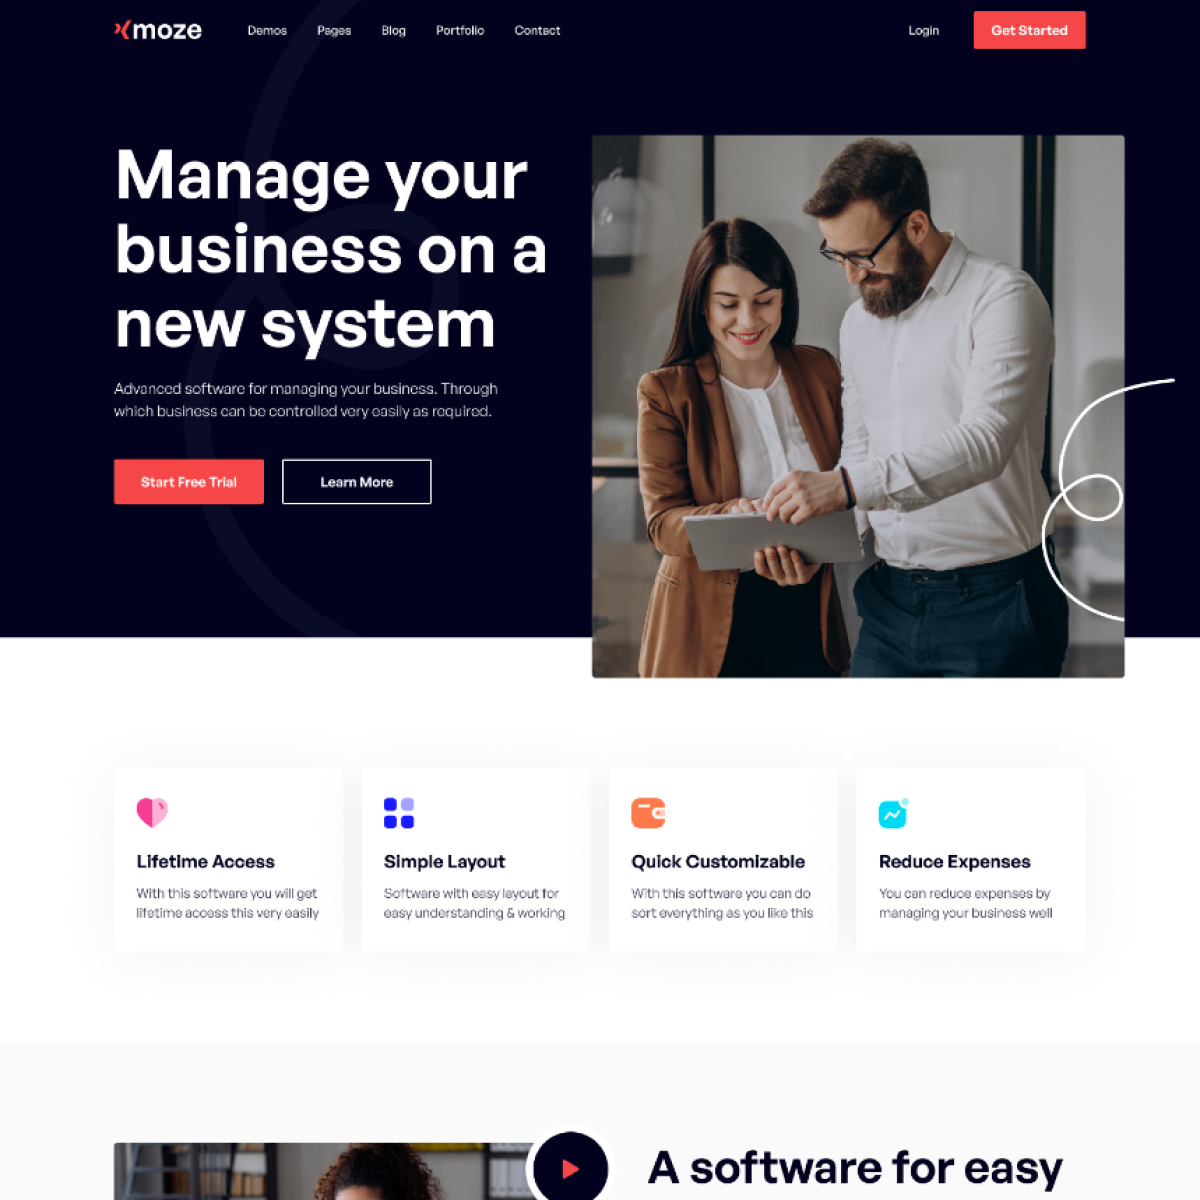 Xmoze Demos Pages Blog Portfolio Contact Login Get Started
Manage your
business on a
new system
Advanced software for managing your business. Through
which business can be controlled very easily as required.
Start Free Trial Learn More
Lifetime Access
With this software you will get
lifetime access this very easily
Simple Layout
Software with easy layout for
easy understanding & working
Quick Customizable
With this software you can do
sort everything as you like this
Reduce Expenses
You can reduce expenses by
managing your business well
A software for easy